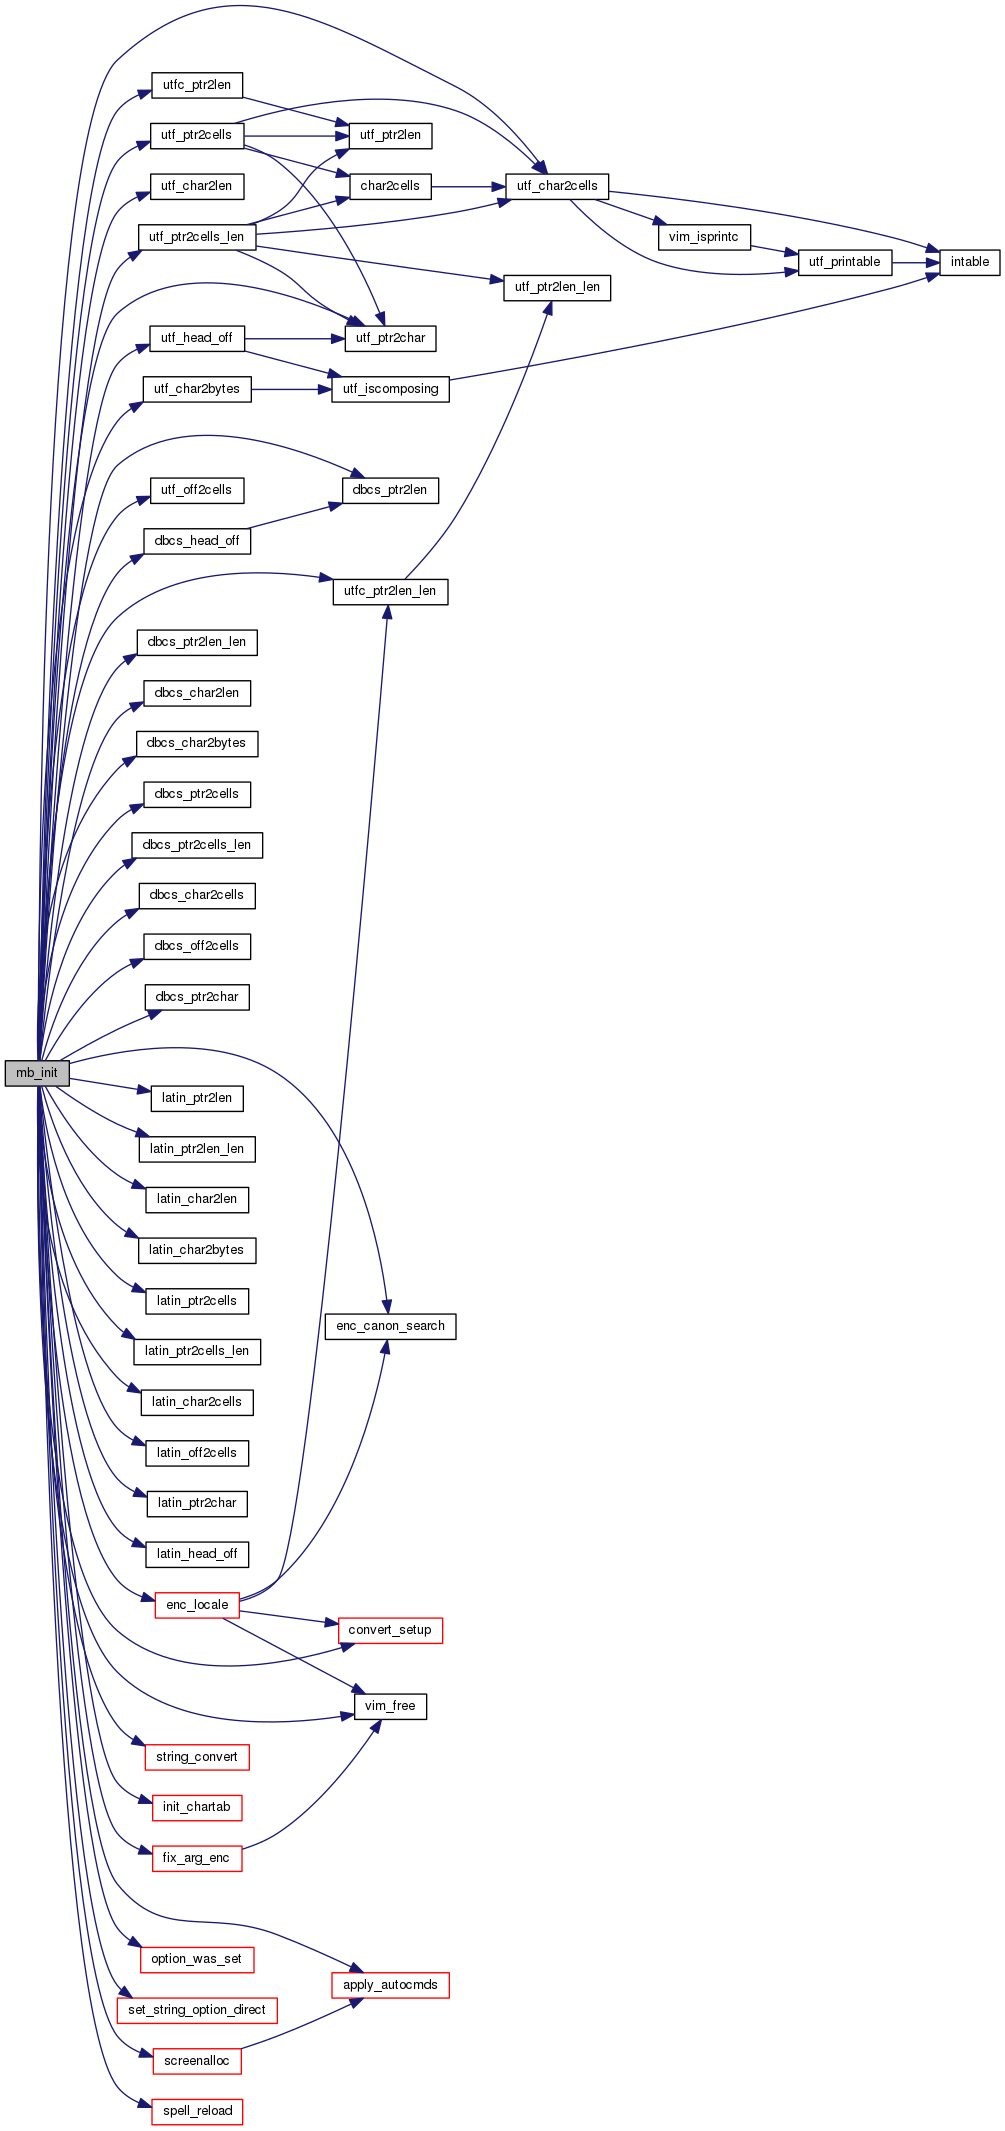 utfc_ptr2len
utf_ptr2cells
utf_ptr2len
utf_char2len
char2cells
utf_char2cells
utf_ptr2cells_len
vim_isprintc
utf_printable
intable
utf_ptr2len_len
utf_head_off
utf_ptr2char
utf_char2bytes
utf_iscomposing
utf_off2cells
dbcs_ptr2len
dbcs_head_off
utfc_ptr2len_len
dbcs_ptr2len_len
dbcs_char2len
dbcs_char2bytes
dbcs_ptr2cells
dbcs_ptr2cells_len
dbcs_char2cells
dbcs_off2cells
dbcs_ptr2char
mb_init
latin_ptr2len
latin_ptr2len_len
latin_char2len
latin_char2bytes
latin_ptr2cells
enc_canon_search
latin_ptr2cells_len
latin_char2cells
latin_off2cells
latin_ptr2char
latin_head_off
enc_locale
convert_setup
vim_free
string_convert
init_chartab
fix_arg_enc
option_was_set
apply_autocmds
set_string_option_direct
screenalloc
spell_reload